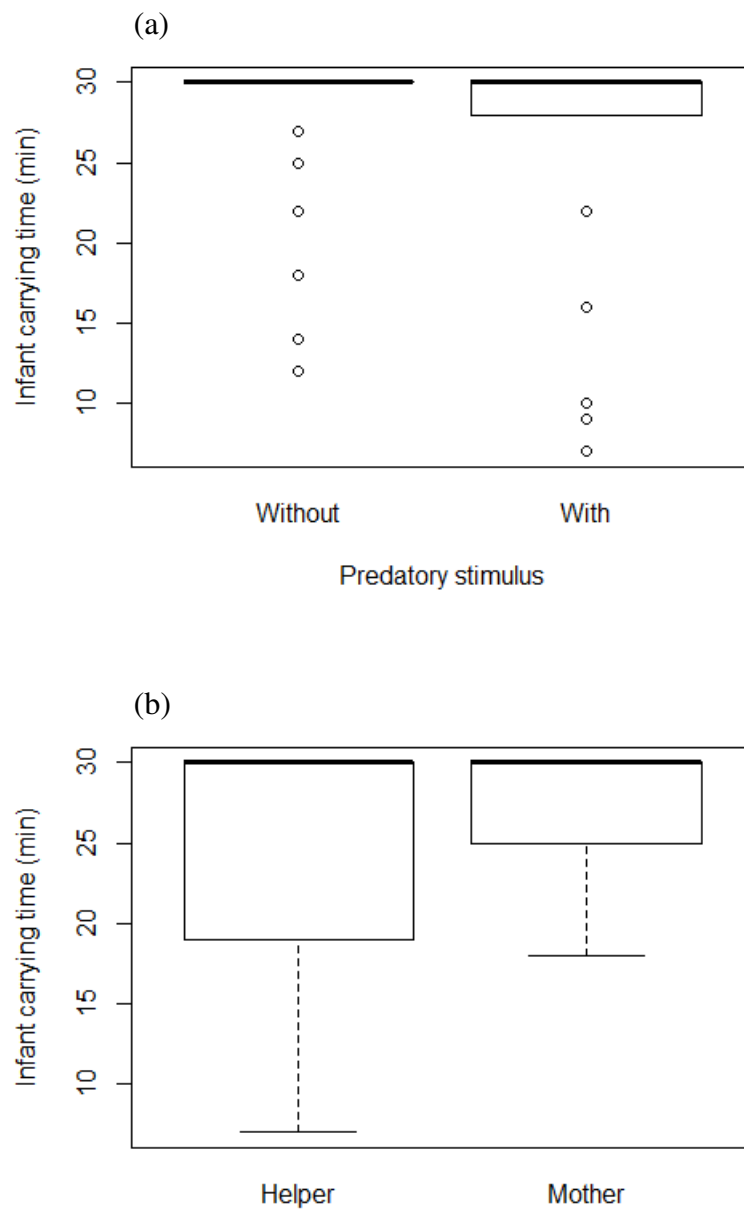 (a)
Infant carrying time (min)
30
25
20
15
10
Without With
Predatory stimulus
(b)
Infant carrying time (min)
30
25
20
15
10
Helper Mother